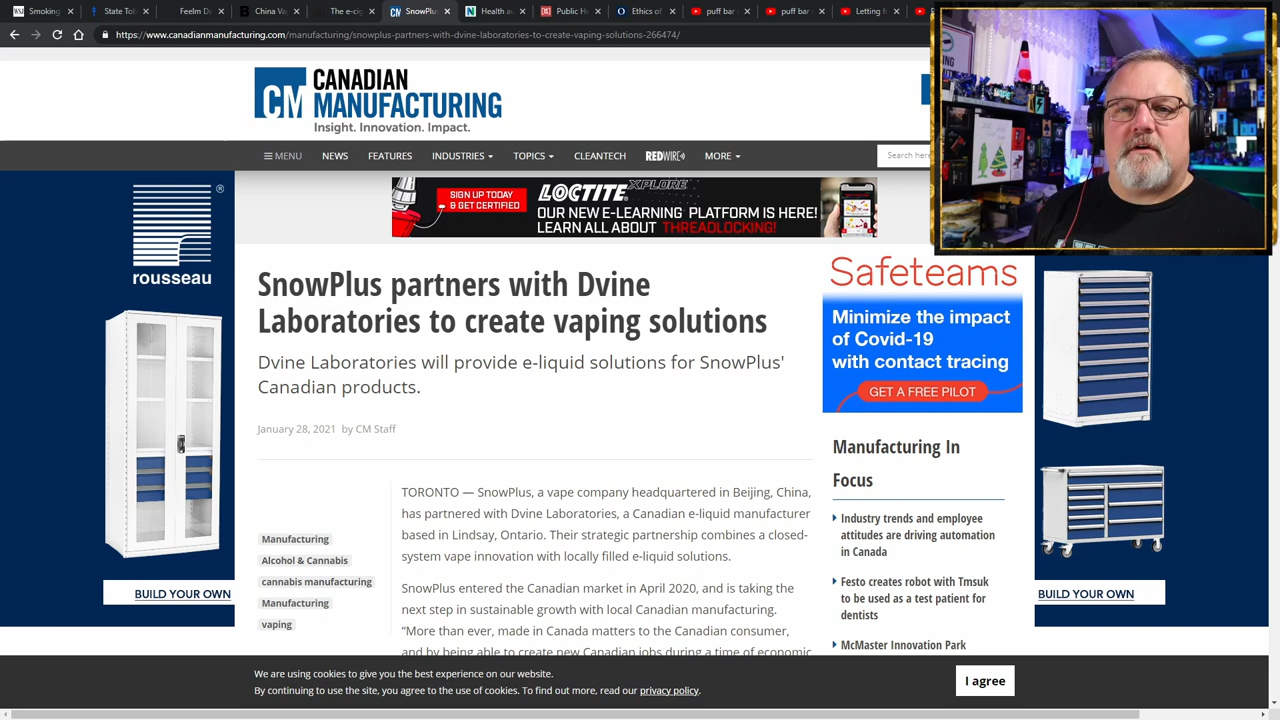 Smoking
State Tob
Feelm De
China Va
The e-cig
SnowPlus
Health ac
Public He
Ethics of
puff bar -
puff bar -
Letting fr
https://www.canadianmanufacturing.com/manufacturing/snowplus-partners-with-dvine-laboratories-to-create-vaping-solutions-266474/
CM CANADIAN
MANUFACTURING
Insight. Innovation. Impact.
MENU NEWS FEATURES INDUSTRIES TOPICS CLEANTECH REDWIRE MORE
Search here
SIGN UP TODAY
& GET CERTIFIED
LOCTITE XPLORE
OUR NEW E-LEARNING PLATFORM IS HERE!
LEARN ALL ABOUT THREADLOCKING!
rousseau
BUILD YOUR OWN
SnowPlus partners with Dvine
Laboratories to create vaping solutions
Dvine Laboratories will provide e-liquid solutions for SnowPlus'
Canadian products.
January 28, 2021 by CM Staff
Manufacturing
Alcohol & Cannabis
cannabis manufacturing
Manufacturing
vaping
TORONTO — SnowPlus, a vape company headquartered in Beijing, China,
has partnered with Dvine Laboratories, a Canadian e-liquid manufacturer
based in Lindsay, Ontario. Their strategic partnership combines a closed-
system vape innovation with locally filled e-liquid solutions.
SnowPlus entered the Canadian market in April 2020, and is taking the
next step in sustainable growth with local Canadian manufacturing.
“More than ever, made in Canada matters to the Canadian consumer,
and by being able to create new Canadian jobs during a time of economic
Safeteams
Minimize the impact
of Covid-19
with contact tracing
GET A FREE PILOT
Manufacturing In
Focus
Industry trends and employee
attitudes are driving automation
in Canada
Festo creates robot with Tmsuk
to be used as a test patient for
dentists
McMaster Innovation Park
BUILD YOUR OWN
We are using cookies to give you the best experience on our website.
By continuing to use the site, you agree to the use of cookies. To find out more, read our privacy policy.
I agree